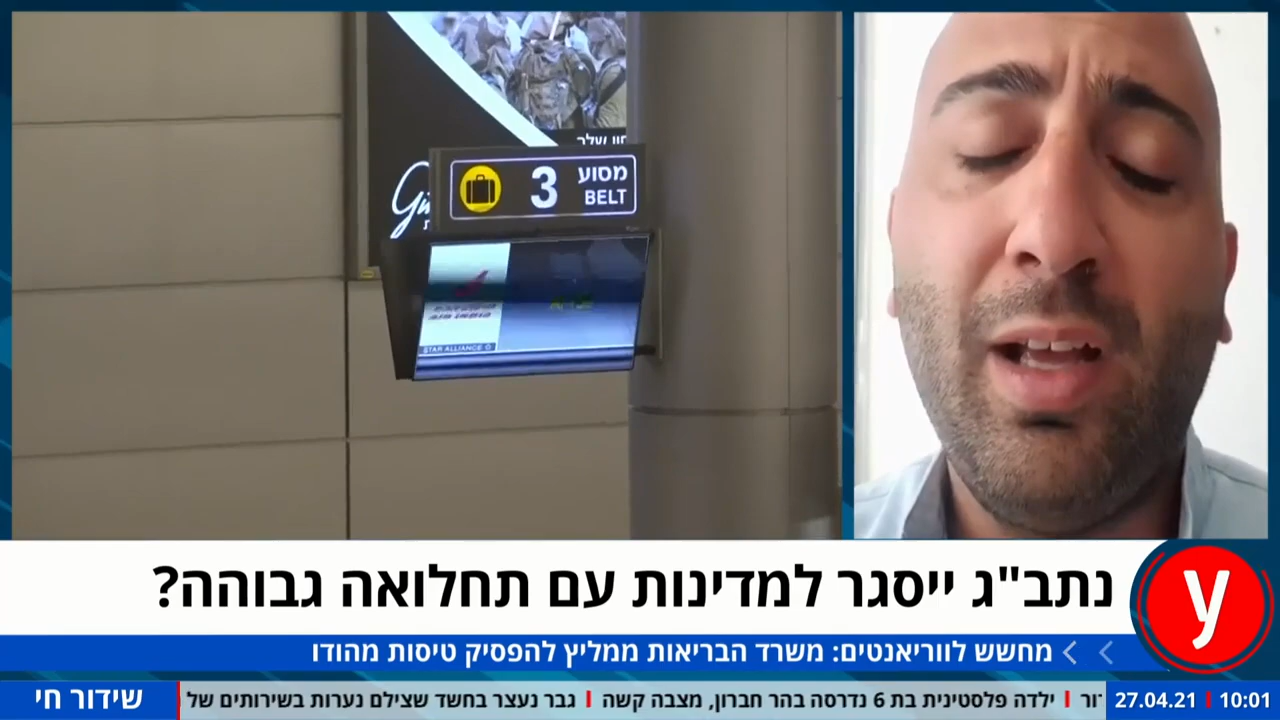 מסוע
3
BELT
STAR ALLIANCE
נתב"ג ייסגר למדינות עם תחלואה גבוהה?
y
מחשש לווריאנטים: משרד הבריאות ממליץ להפסיק טיסות מהודו
10:01 | 27.04.21
ילדה פלסטינית בת 6 נדרסה בהר חברון, מצבה קשה | גבר נעצר בחשד שצילם נערות בשירותים של
שידור חי